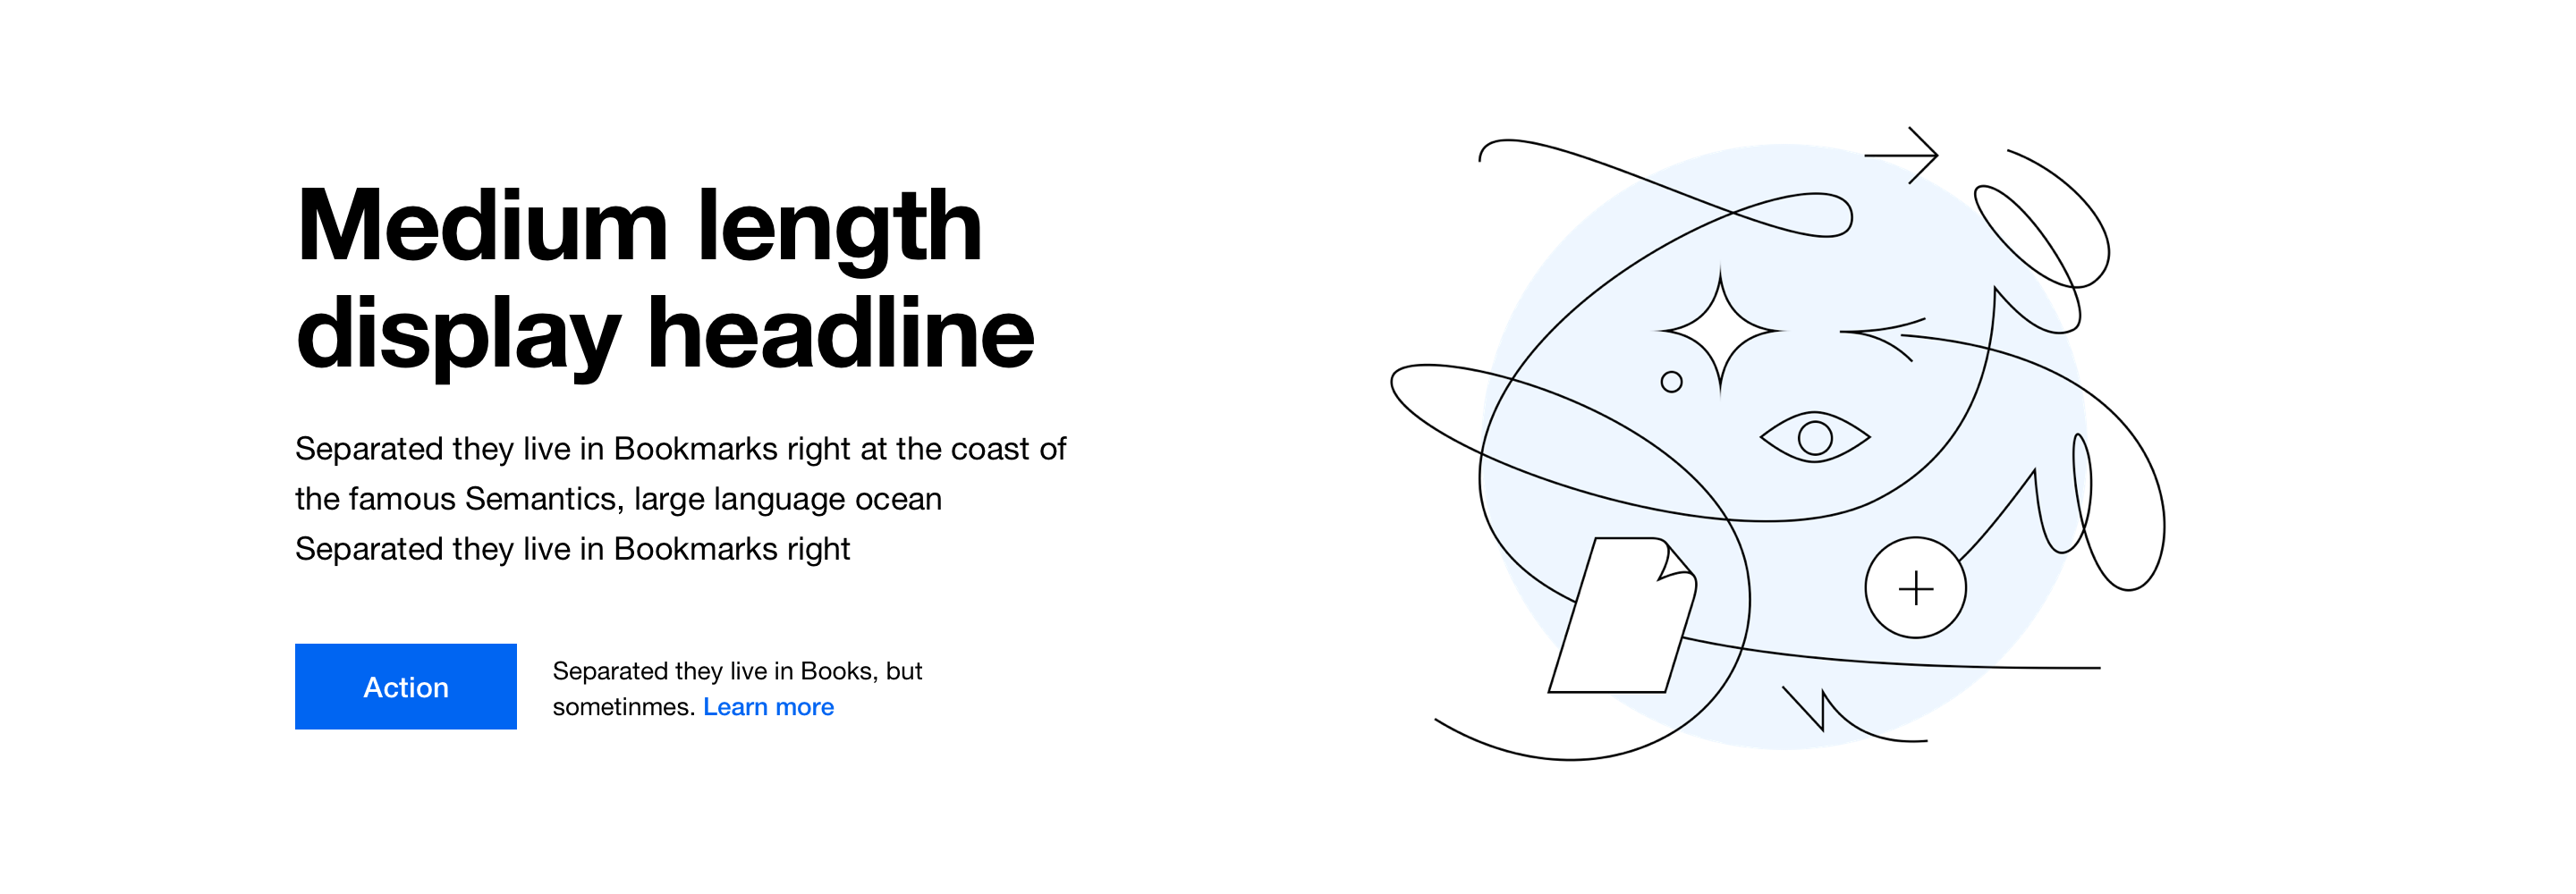 Medium length
display headline
Separated they live in Bookmarks right at the coast of
the famous Semantics, large language ocean
Separated they live in Bookmarks right
Action
Separated they live in Books, but
sometinmes. Learn more